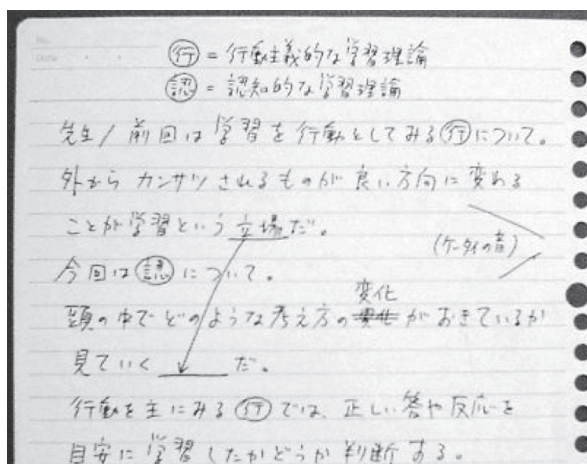 No.
Date
㊗行 = 行動主義的な学習理論
認 = 認知的な学習理論
先生/前回は学習を行動としてみる行について。
外から カンサツ されるものが良い方向に変わる
ことが学習という立場だ。
(ケータイの音)
今回は認について。
変化
頭の中でどのような考え方の がおきているか
見ていく だ。
行動を主にみる行では、正しい答や反応を
目安に学習したかどうか判断する。